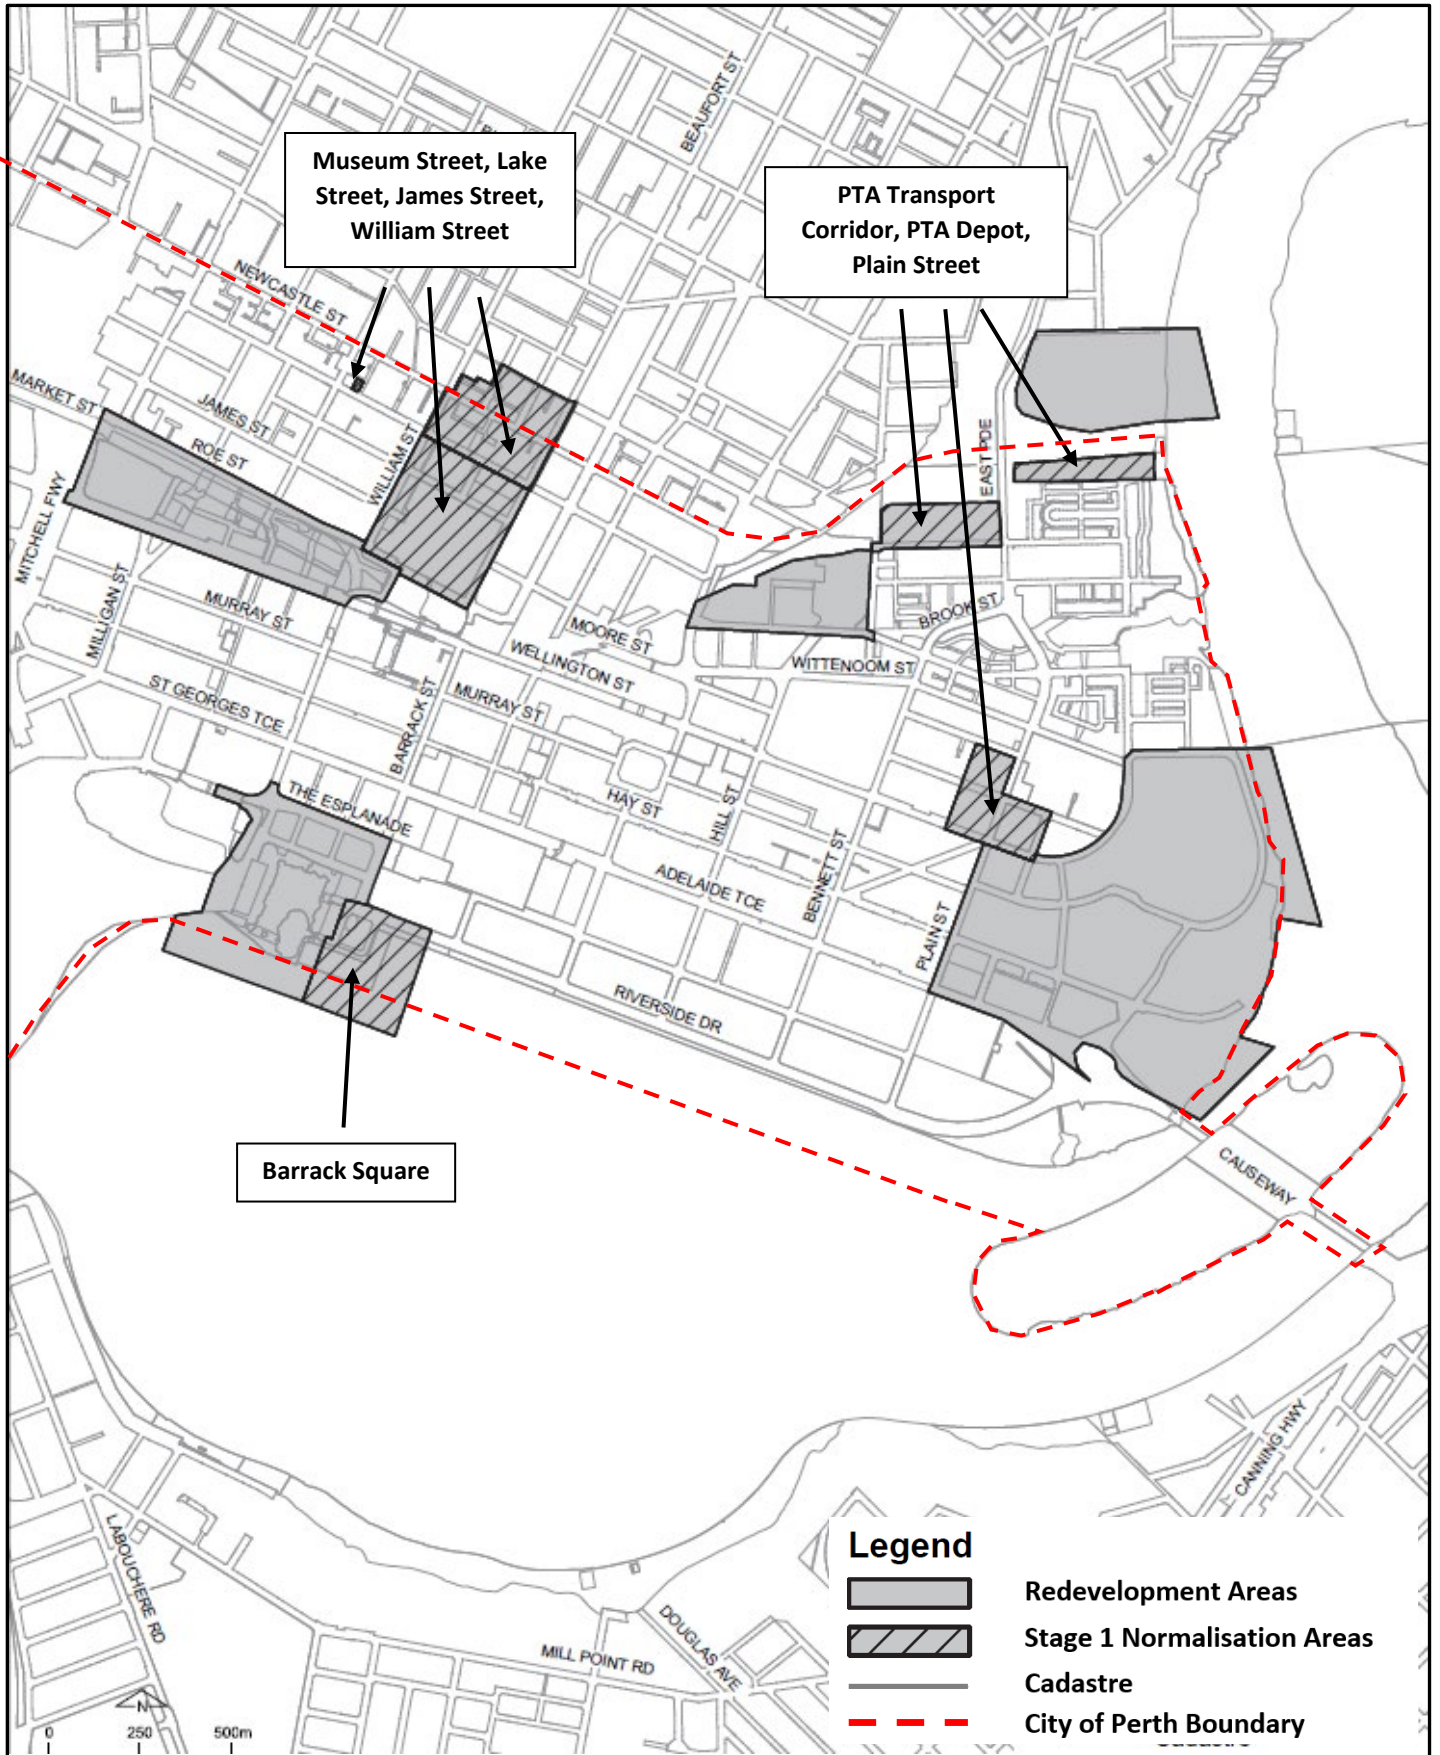 BEAUFORT ST
Museum Street, Lake
Street, James Street,
William Street
PTA Transport
Corridor, PTA Depot,
Plain Street
NEWCASTLE ST
MARKET ST
JAMES ST
ROE ST
WILLIAM ST
EAST PDE
MITCHELL FWY
MILLIGAN ST
MURRAY ST
MOORE ST
BROOK ST
WELLINGTON ST
WITTENOOM ST
ST GEORGES TCE
BARRACK ST
MURRAY ST
THE ESPLANADE
HAY ST
HILL ST
BENNETT ST
ADELAIDE TCE
PLAIN ST
RIVERSIDE DR
Barrack Square
CAUSEWAY
CANNING HWY
LABOUCHERE RD
DOUGLAS AVE
MILL POINT RD
Legend
Redevelopment Areas
Stage 1 Normalisation Areas
Cadastre
City of Perth Boundary
N
0 250 500m